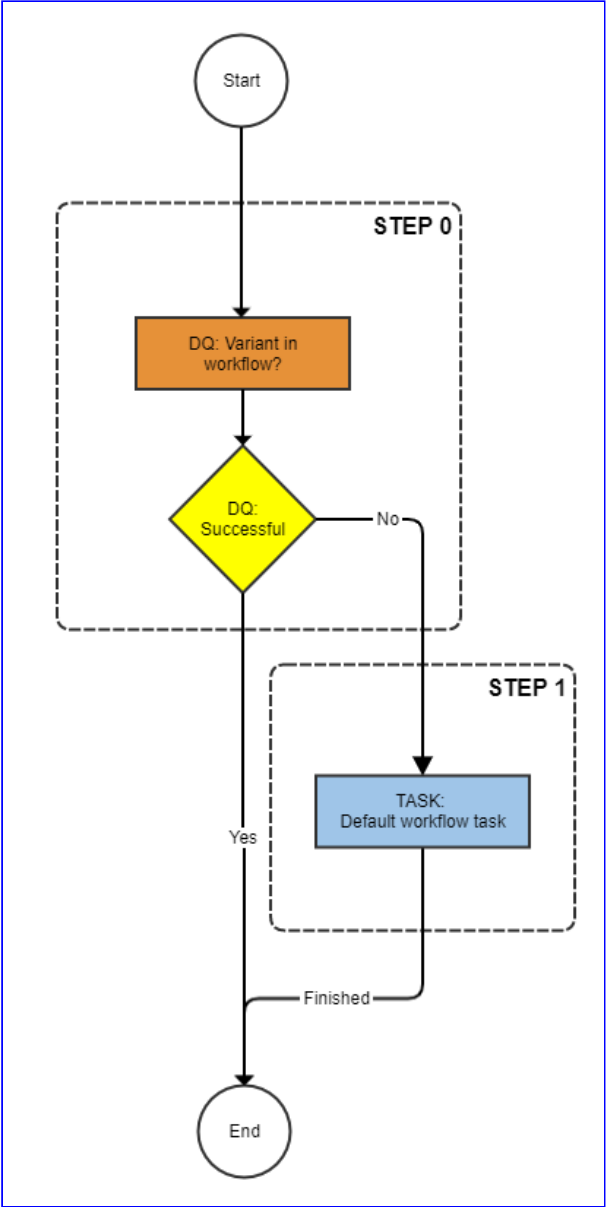 Start
STEP 0
DQ: Variant in
workflow?
DQ:
Successful
No
STEP 1
TASK:
Default workflow task
Yes
Finished
End